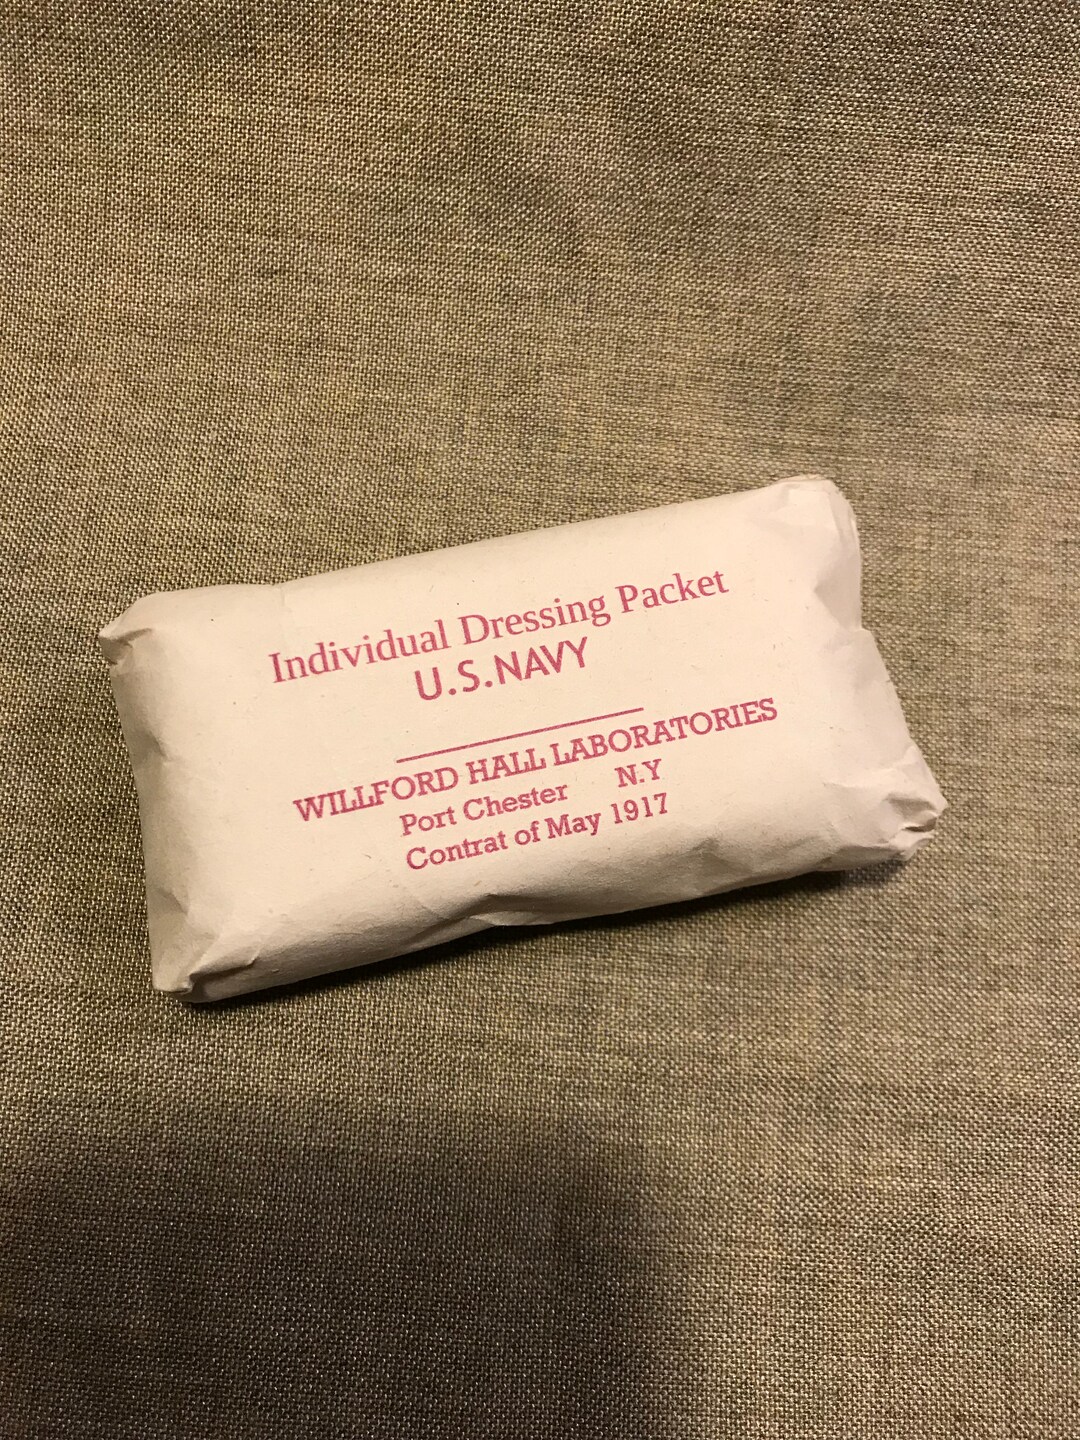 Individual Dressing Packet
U.S.NAVY
WILLFORD HALL LABORATORIES
Port Chester N.Y
Contrat of May 1917